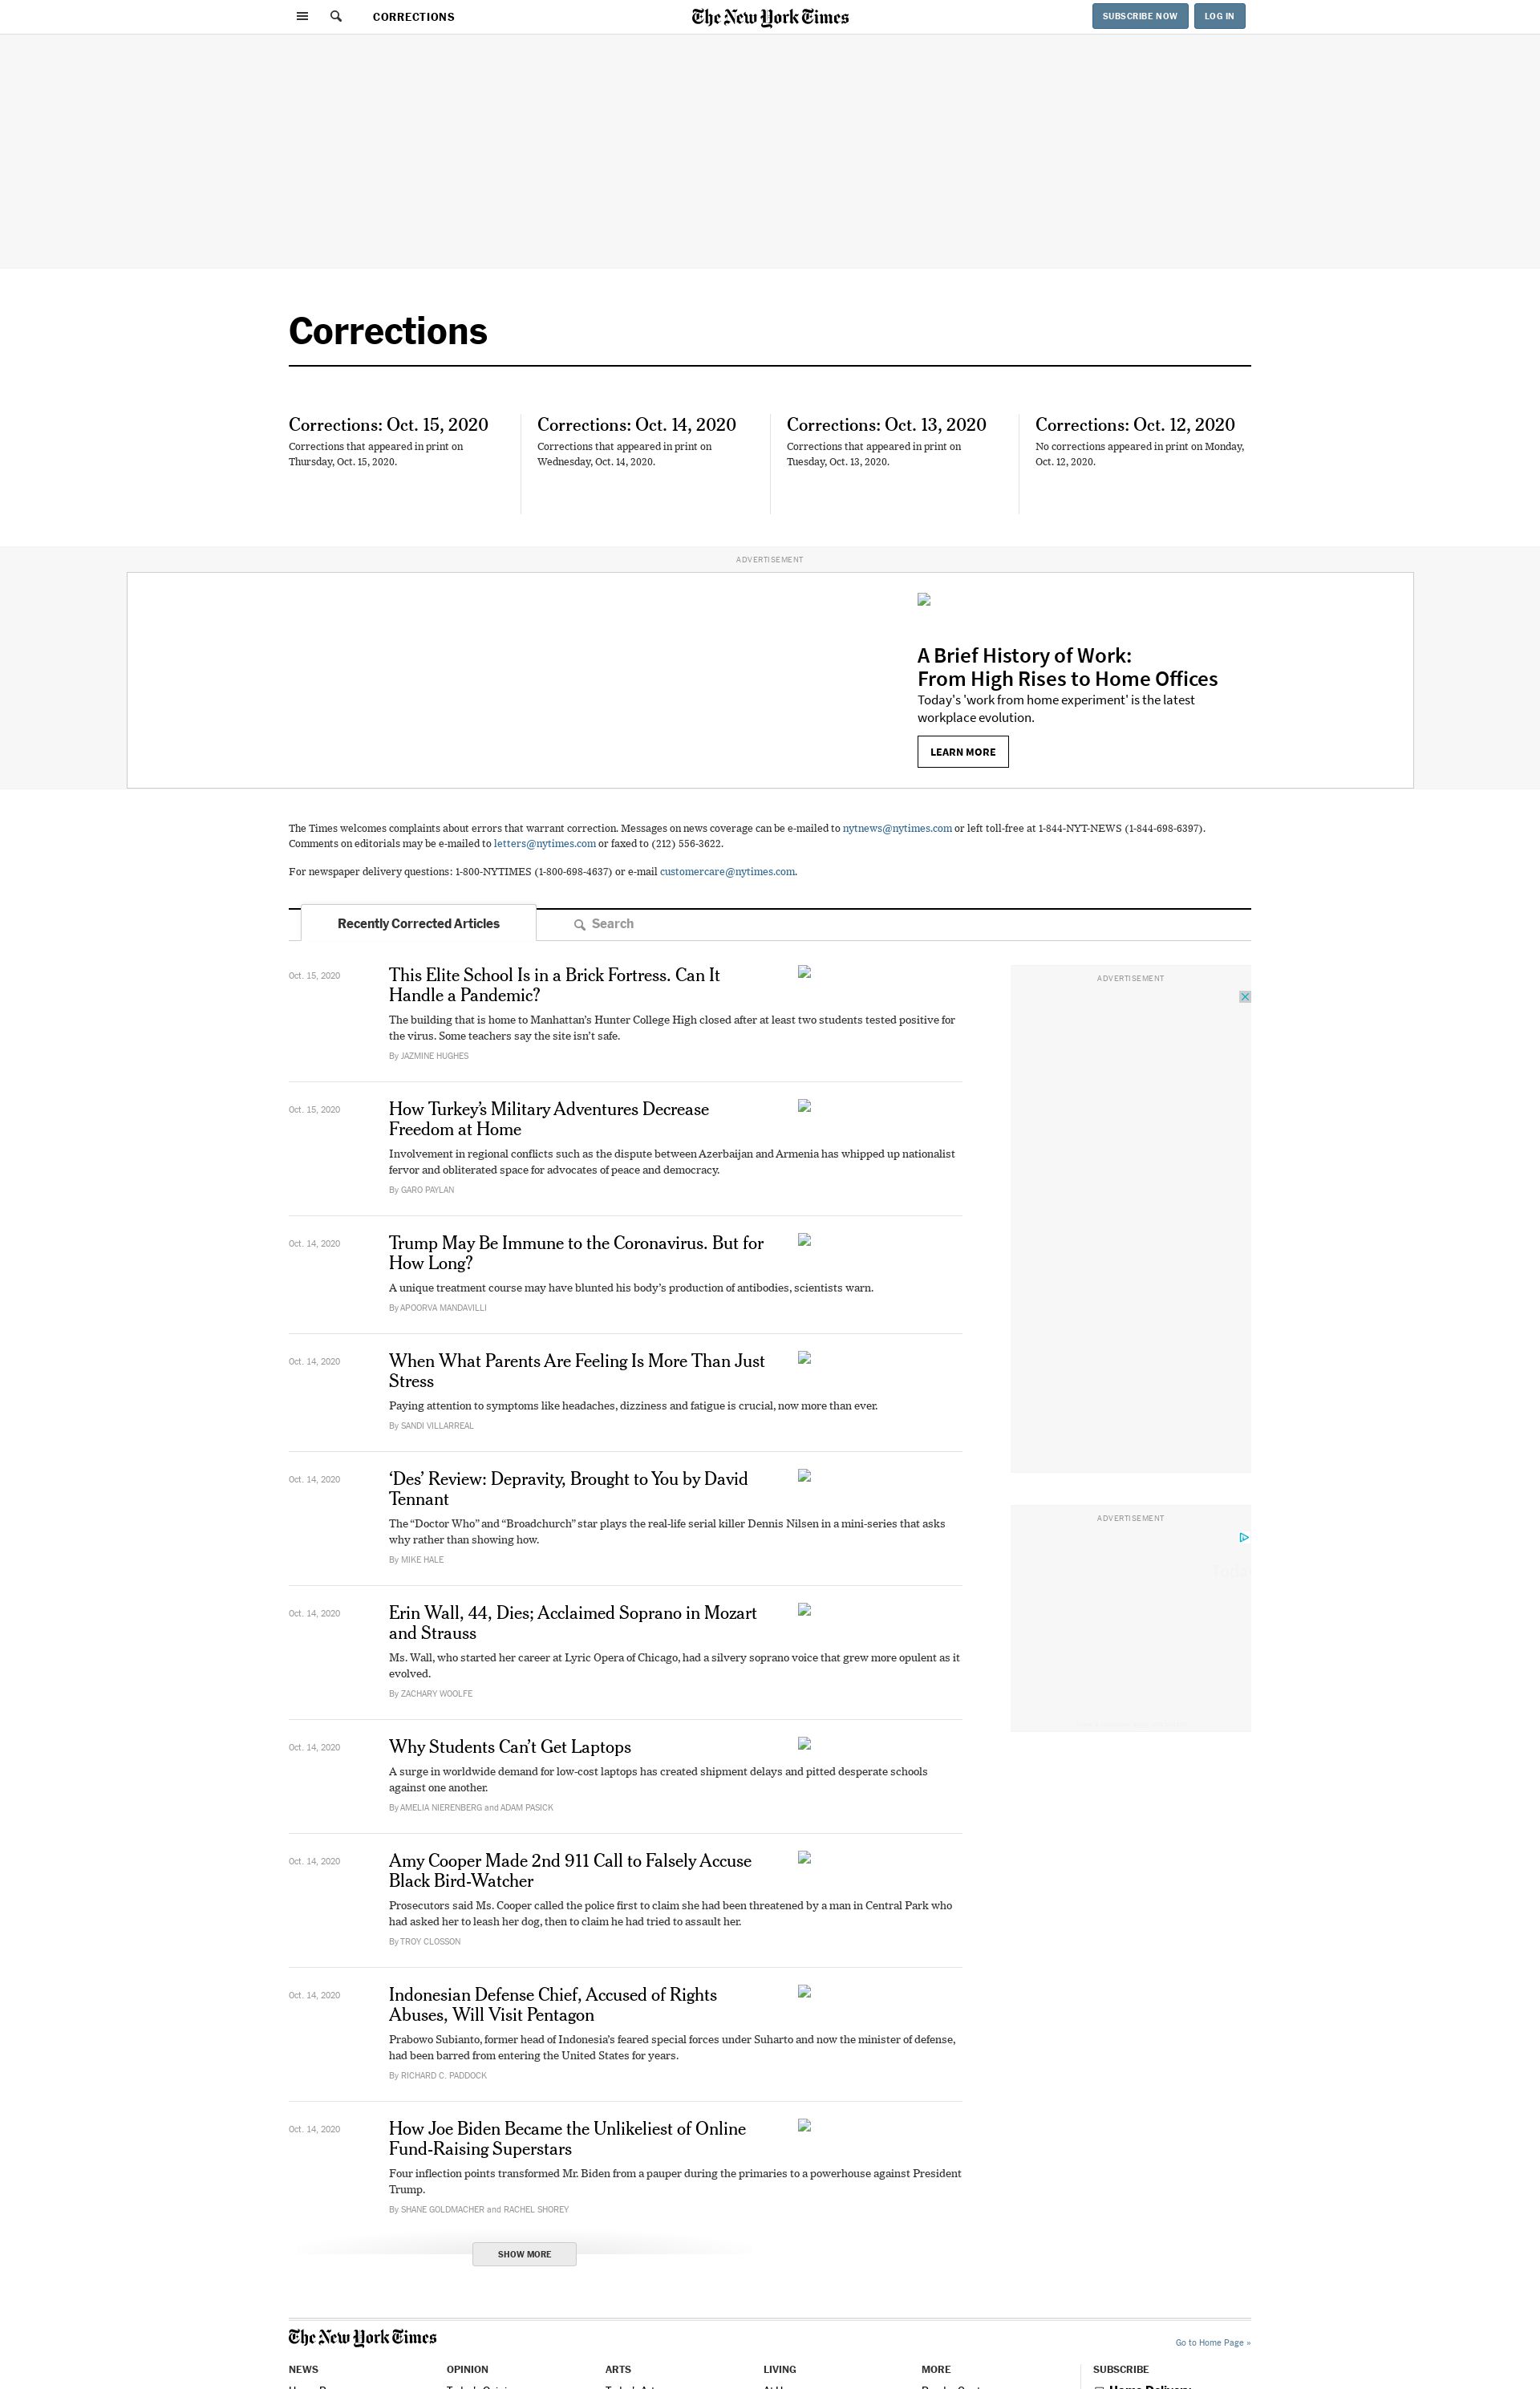 CORRECTIONS
The New York Times
SUBSCRIBE NOW
LOG IN
Corrections
Corrections: Oct. 15, 2020
Corrections that appeared in print on
Thursday, Oct. 15, 2020.
Corrections: Oct. 14, 2020
Corrections that appeared in print on
Wednesday, Oct. 14, 2020.
Corrections: Oct. 13, 2020
Corrections that appeared in print on
Tuesday, Oct. 13, 2020.
Corrections: Oct. 12, 2020
No corrections appeared in print on Monday,
Oct. 12, 2020.
ADVERTISEMENT
A Brief History of Work:
From High Rises to Home Offices
Today's 'work from home experiment' is the latest
workplace evolution.
LEARN MORE
The Times welcomes complaints about errors that warrant correction. Messages on news coverage can be e-mailed to nytnews@nytimes.com or left toll-free at 1-844-NYT-NEWS (1-844-698-6397).
Comments on editorials may be e-mailed to letters@nytimes.com or faxed to (212) 556-3622.
For newspaper delivery questions: 1-800-NYTIMES (1-800-698-4637) or e-mail customercare@nytimes.com.
Recently Corrected Articles
Search
Oct. 15, 2020
This Elite School Is in a Brick Fortress. Can It
Handle a Pandemic?
The building that is home to Manhattan’s Hunter College High closed after at least two students tested positive for
the virus. Some teachers say the site isn’t safe.
By JAZMINE HUGHES
ADVERTISEMENT
Oct. 15, 2020
How Turkey’s Military Adventures Decrease
Freedom at Home
Involvement in regional conflicts such as the dispute between Azerbaijan and Armenia has whipped up nationalist
fervor and obliterated space for advocates of peace and democracy.
By GARO PAYLAN
Oct. 14, 2020
Trump May Be Immune to the Coronavirus. But for
How Long?
A unique treatment course may have blunted his body’s production of antibodies, scientists warn.
By APOORVA MANDAVILLI
Oct. 14, 2020
When What Parents Are Feeling Is More Than Just
Stress
Paying attention to symptoms like headaches, dizziness and fatigue is crucial, now more than ever.
By SANDI VILLARREAL
Oct. 14, 2020
‘Des’ Review: Depravity, Brought to You by David
Tennant
The “Doctor Who” and “Broadchurch” star plays the real-life serial killer Dennis Nilsen in a mini-series that asks
why rather than showing how.
By MIKE HALE
ADVERTISEMENT
Oct. 14, 2020
Erin Wall, 44, Dies; Acclaimed Soprano in Mozart
and Strauss
Ms. Wall, who started her career at Lyric Opera of Chicago, had a silvery soprano voice that grew more opulent as it
evolved.
By ZACHARY WOOLFE
Oct. 14, 2020
Why Students Can’t Get Laptops
A surge in worldwide demand for low-cost laptops has created shipment delays and pitted desperate schools
against one another.
By AMELIA NIERENBERG and ADAM PASICK
Oct. 14, 2020
Amy Cooper Made 2nd 911 Call to Falsely Accuse
Black Bird-Watcher
Prosecutors said Ms. Cooper called the police first to claim she had been threatened by a man in Central Park who
had asked her to leash her dog, then to claim he had tried to assault her.
By TROY CLOSSON
Oct. 14, 2020
Indonesian Defense Chief, Accused of Rights
Abuses, Will Visit Pentagon
Prabowo Subianto, former head of Indonesia’s feared special forces under Suharto and now the minister of defense,
had been barred from entering the United States for years.
By RICHARD C. PADDOCK
Oct. 14, 2020
How Joe Biden Became the Unlikeliest of Online
Fund-Raising Superstars
Four inflection points transformed Mr. Biden from a pauper during the primaries to a powerhouse against President
Trump.
By SHANE GOLDMACHER and RACHEL SHOREY
SHOW MORE
The New York Times
Go to Home Page »
NEWS
OPINION
ARTS
LIVING
MORE
SUBSCRIBE